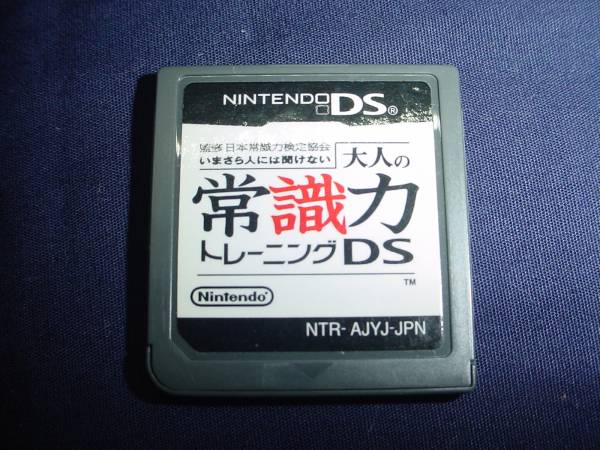 NINTENDO DS®
監修 日本常識力検定協会
いまさら人には聞けない
大人の
常識力
トレーニングDS
TM
Nintendo®
NTR- AJYJ-JPN